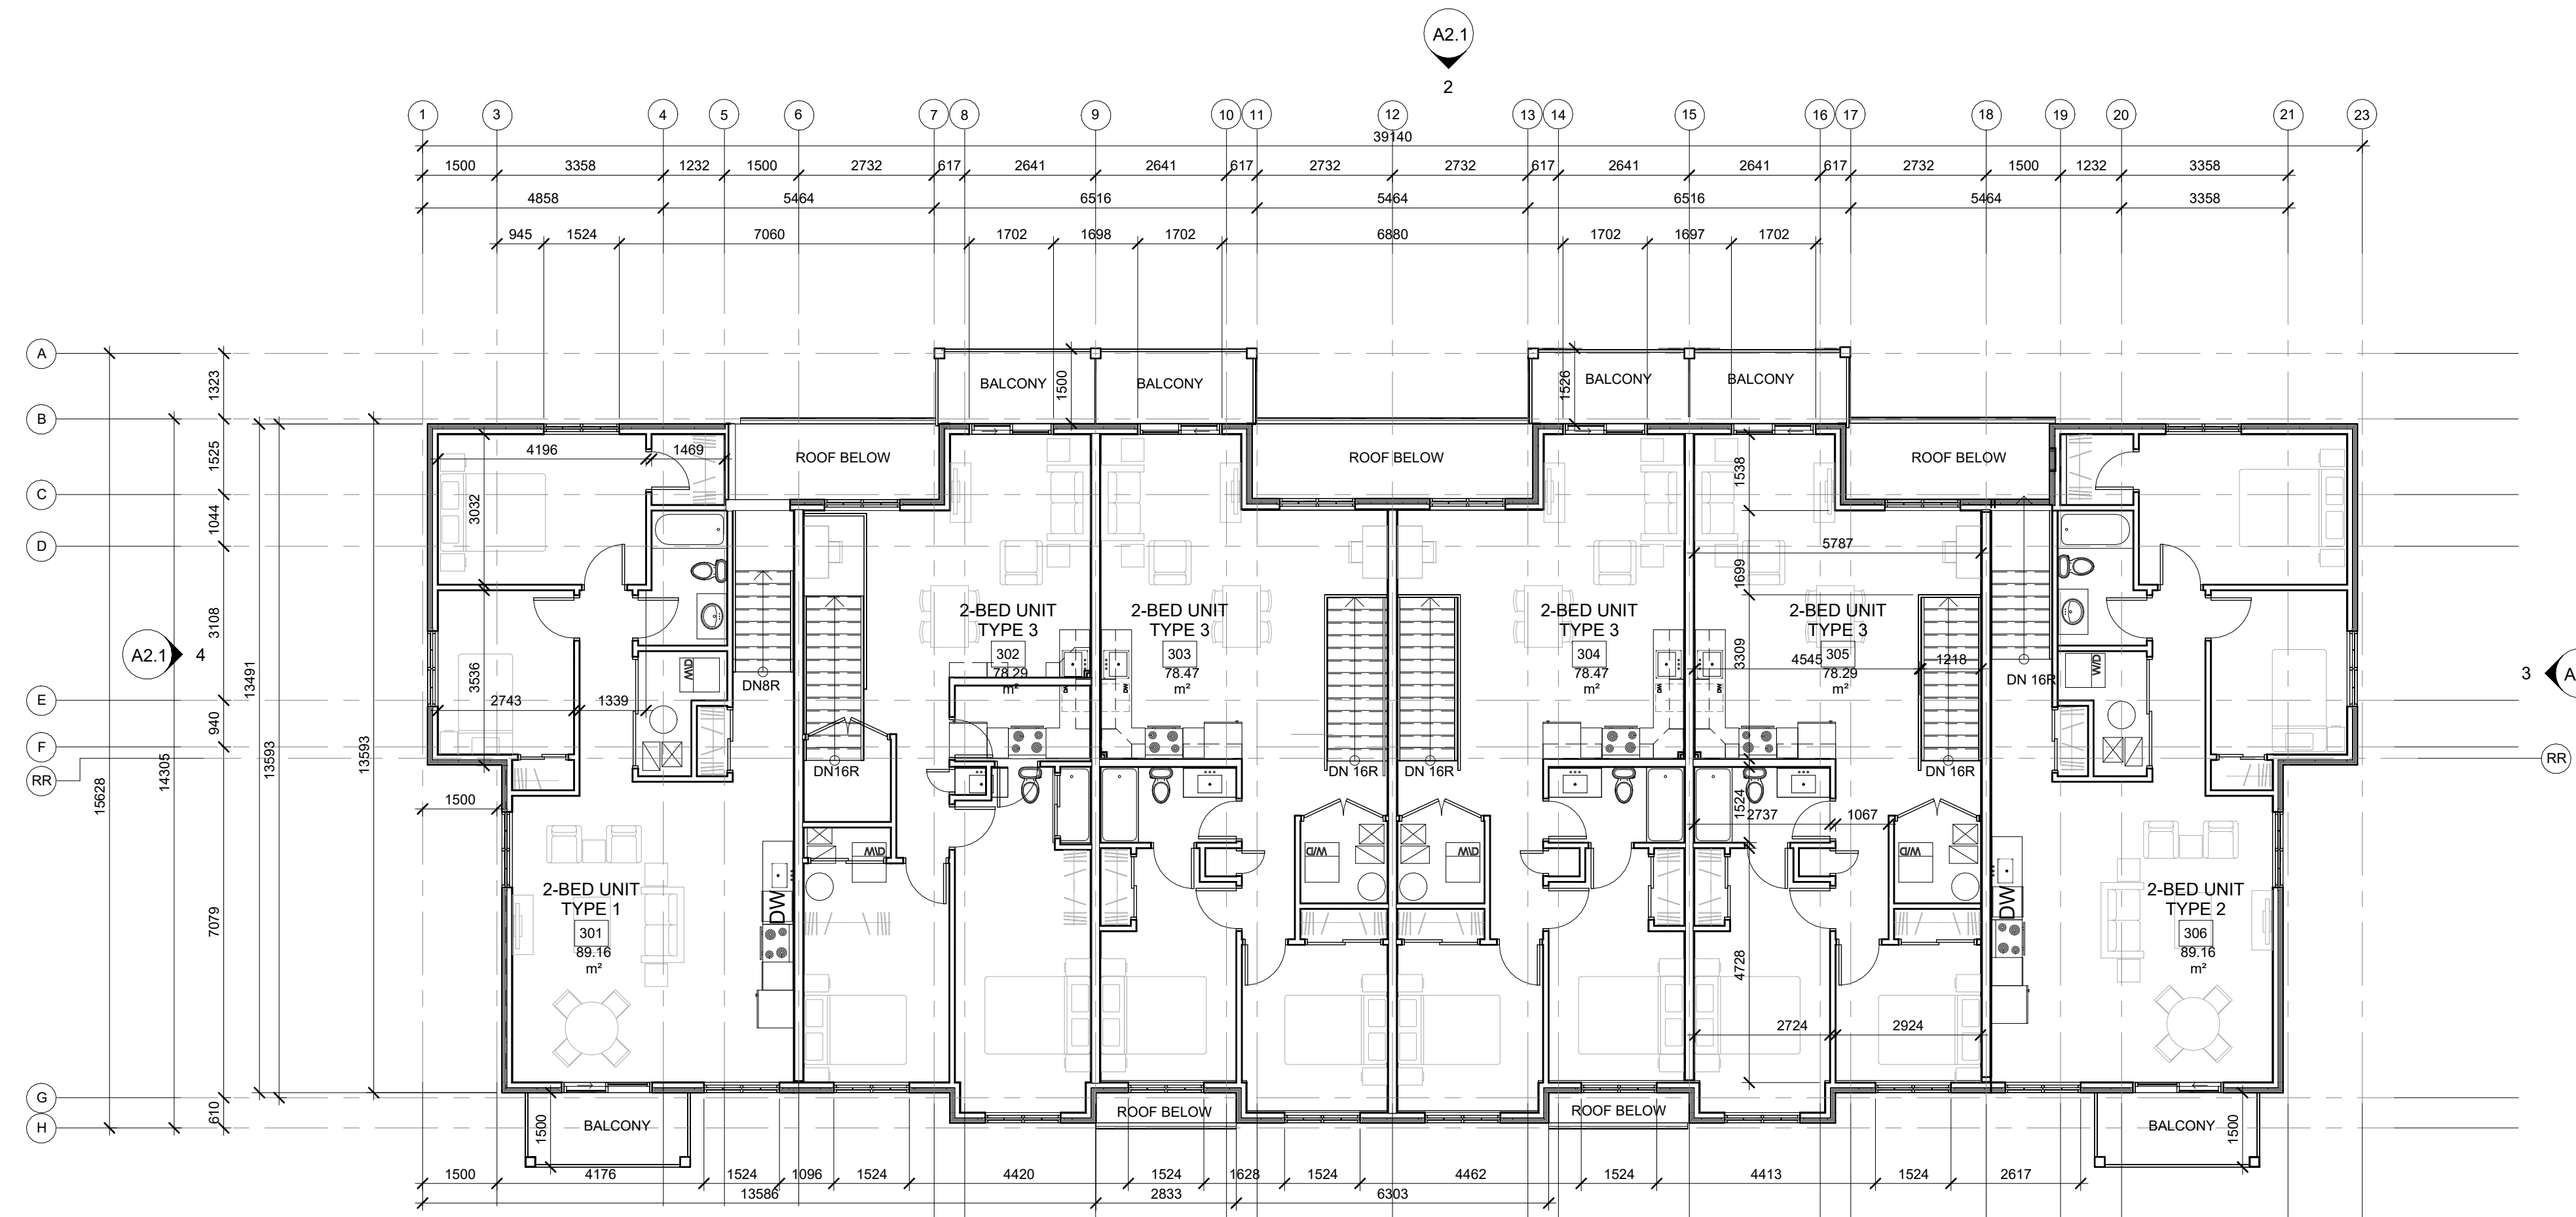 A2.1
2
1 3 4 5 6 7 8 9 10 11 12 13 14 15 16 17 18 19 20 21 23
39140
1500 3358 1232 1500 2732 617 2641 2641 617 2732 2732 617 2641 2641 617 2732 1500 1232 3358
4858 5464 6516 5464 6516 5464 3358
945 1524 7060 1702 1698 1702 6880 1702 1697 1702
A
B
C
D
E
F
RR
G
H
1323
1525
1044
3108
940
7079
610
15628
14305
13491
13593
13593
A2.1 4
3 A
RR
BALCONY 1500 BALCONY
1526 BALCONY BALCONY
ROOF BELOW
ROOF BELOW
ROOF BELOW
4196 1469
3032
3536
2743 1339
1500
W/D
DN8R
DN16R
W/D
2-BED UNIT
TYPE 1
301
89.16
m²
DW
2-BED UNIT
TYPE 3
302
78.29
m²
DW
2-BED UNIT
TYPE 3
303
78.47
m²
DW
DN 16R
DN 16R
W/D
W/D
2-BED UNIT
TYPE 3
304
78.47
m²
DW
2-BED UNIT
TYPE 3
305
78.29
m²
DW
1538
5787
1699
3309
4545 1218
DN 16R
1524
2737 1067
W/D
4728
2724 2924
DN 16R
W/D
2-BED UNIT
TYPE 2
306
89.16
m²
DW
1500 BALCONY
ROOF BELOW
ROOF BELOW
BALCONY 1500
1500 4176 1524 1096 1524 4420 1524 1628 1524 4462 1524 4413 1524 2617
13586 2833 6303